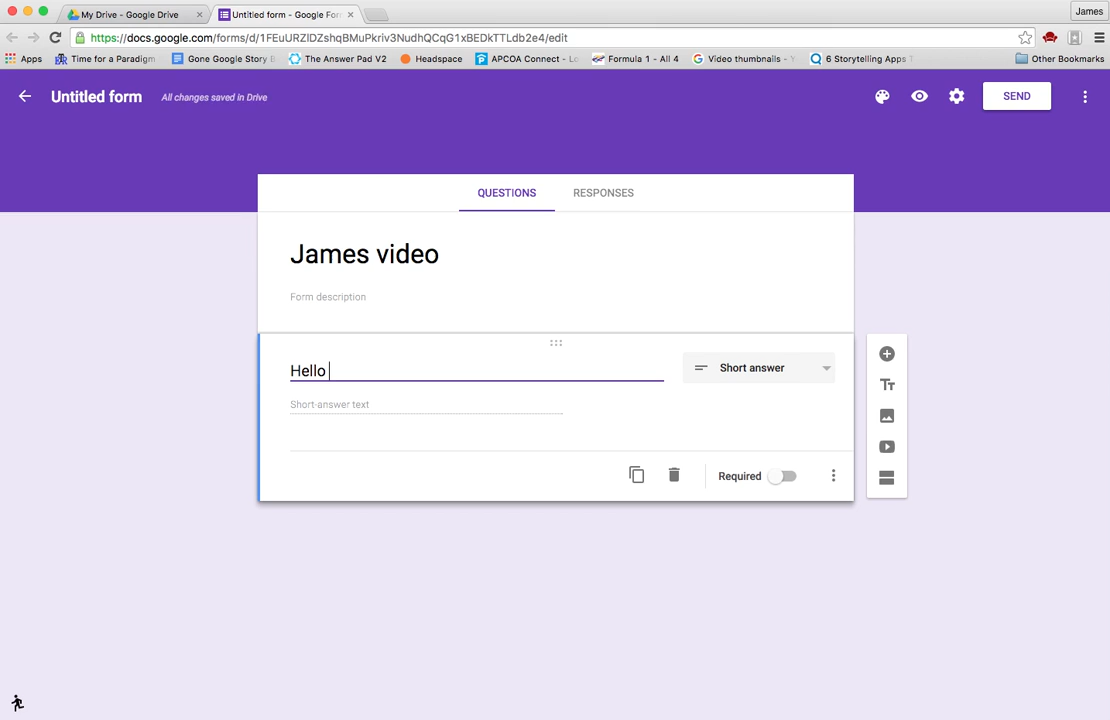 My Drive - Google Drive
Untitled form - Google For
James
https://docs.google.com/forms/d/1FEuURZlDZshqBMuPkriv3NudhQCqG1xBEDkTTLdb2e4/edit
Apps Time for a Paradigm Gone Google Story B The Answer Pad V2 Headspace APCOA Connect - Lo Formula 1 - All 4 Video thumbnails - Y 6 Storytelling Apps T Other Bookmarks
Untitled form All changes saved in Drive SEND
QUESTIONS RESPONSES
James video
Form description
Hello
Short answer
Short-answer text
Required